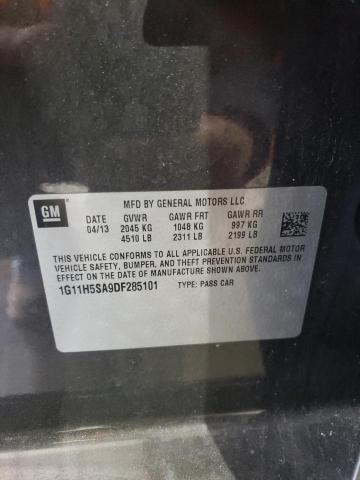 GM
MFD BY GENERAL MOTORS LLC
DATE GVWR GAWR FRT GAWR RR
04/13 2045 KG 1048 KG 997 KG
4510 LB 2311 LB 2199 LB
THIS VEHICLE CONFORMS TO ALL APPLICABLE U.S. FEDERAL MOTOR
VEHICLE SAFETY, BUMPER, AND THEFT PREVENTION STANDARDS IN
EFFECT ON THE DATE OF MANUFACTURE SHOWN ABOVE.
1G11H5SA9DF285101 TYPE: PASS CAR